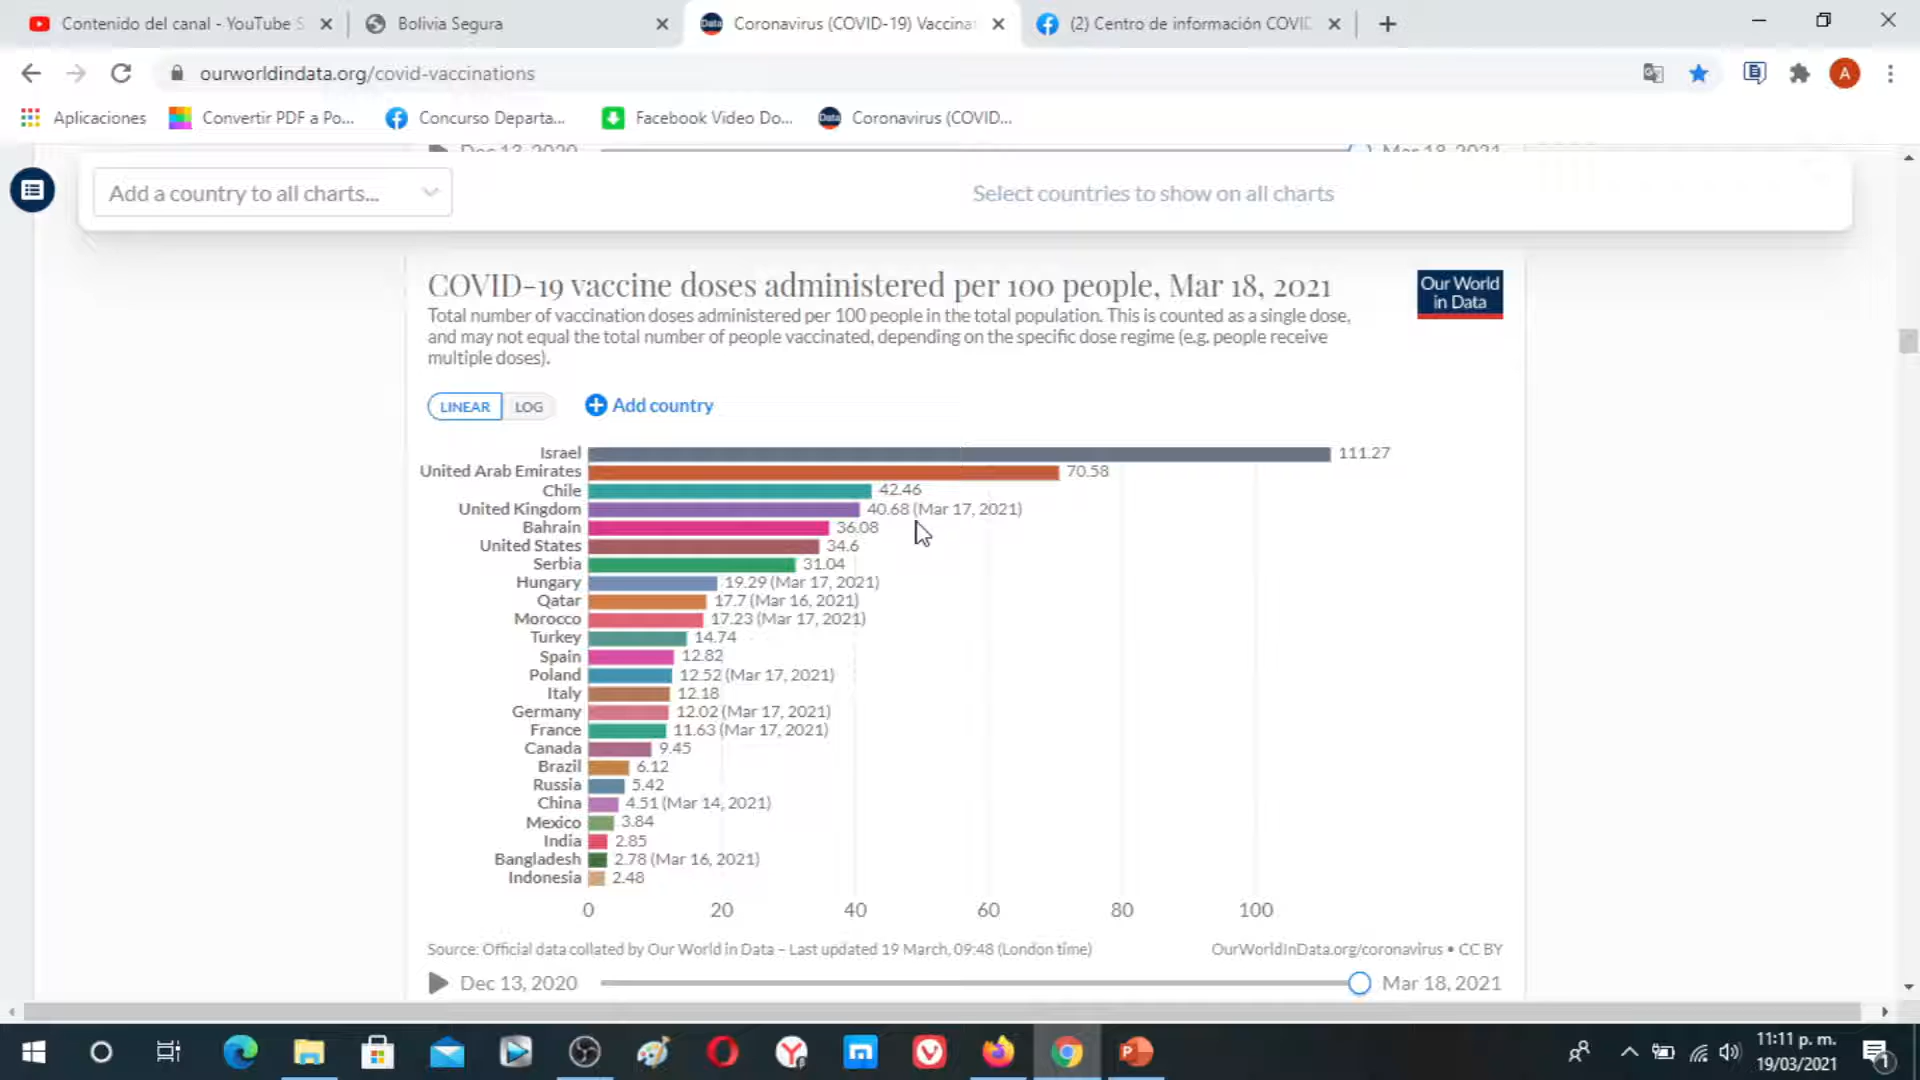 Contenido del canal - YouTube S
Bolivia Segura
Coronavirus (COVID-19) Vaccina
(2) Centro de información COVID
ourworldindata.org/covid-vaccinations
A
Aplicaciones
Convertir PDF a Po...
Concurso Departa...
Facebook Video Do...
Data
Coronavirus (COVID...
Dec 13, 2020
Mar 18, 2021
Add a country to all charts...
Select countries to show on all charts
COVID-19 vaccine doses administered per 100 people, Mar 18, 2021
Our World
in Data
Total number of vaccination doses administered per 100 people in the total population. This is counted as a single dose,
and may not equal the total number of people vaccinated, depending on the specific dose regime (e.g. people receive
multiple doses).
LINEAR LOG
Add country
Israel 111.27
United Arab Emirates 70.58
Chile 42.46
United Kingdom 40.68 (Mar 17, 2021)
Bahrain 36.08
United States 34.6
Serbia 31.04
Hungary 19.29 (Mar 17, 2021)
Qatar 17.7 (Mar 16, 2021)
Morocco 17.23 (Mar 17, 2021)
Turkey 14.74
Spain 12.82
Poland 12.52 (Mar 17, 2021)
Italy 12.18
Germany 12.02 (Mar 17, 2021)
France 11.63 (Mar 17, 2021)
Canada 9.45
Brazil 6.12
Russia 5.42
China 4.51 (Mar 14, 2021)
Mexico 3.84
India 2.85
Bangladesh 2.78 (Mar 16, 2021)
Indonesia 2.48
0 20 40 60 80 100
Source: Official data collated by Our World in Data – Last updated 19 March, 09:48 (London time)
OurWorldInData.org/coronavirus • CC BY
Dec 13, 2020
Mar 18, 2021
11:11 p. m.
19/03/2021
1